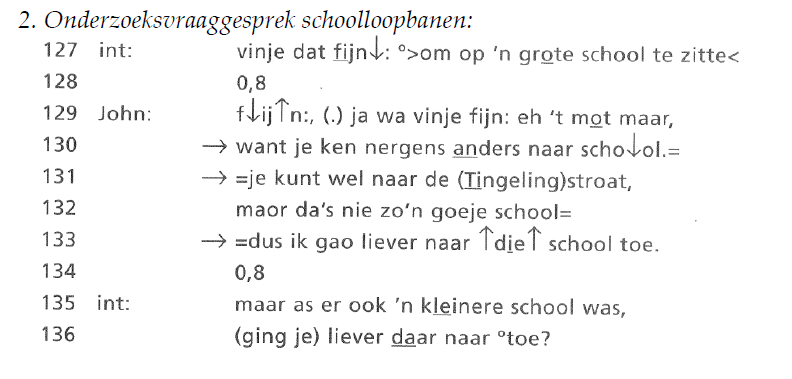 2. Onderzoeksvraaggesprek schoolloopbanen:
127 int: vinje dat fijn↓: °>om op 'n grote school te zitte<
128 0,8
129 John: f↓ij↑n:, (.) ja wa vinje fijn: eh 't mot maar,
130 → want je ken nergens anders naar scho↓ol.=
131 → =je kunt wel naar de (Tingeling)stroat,
132 maor da's nie zo'n goeje school=
133 → =dus ik gao liever naar ↑die↑ school toe.
134 0,8
135 int: maar as er ook 'n kleinere school was,
136 (ging je) liever daar naar °toe?